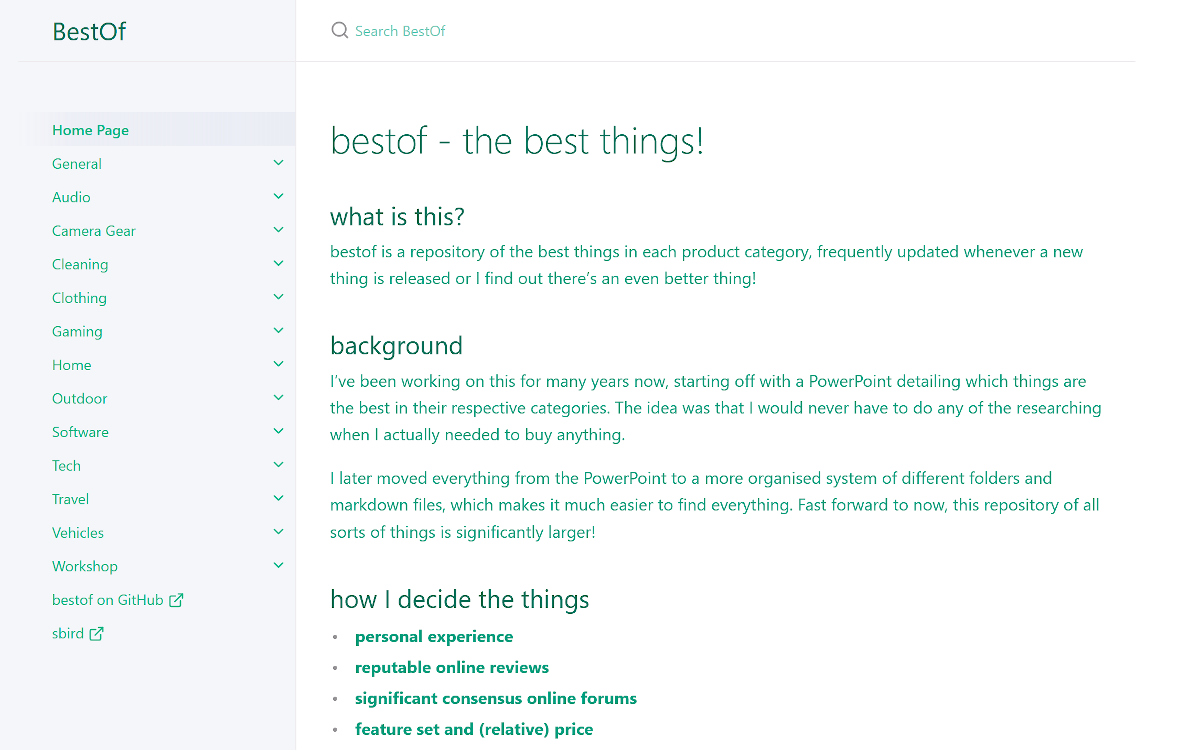 BestOf
Search BestOf
Home Page
General
Audio
Camera Gear
Cleaning
Clothing
Gaming
Home
Outdoor
Software
Tech
Travel
Vehicles
Workshop
bestof on GitHub
sbird
bestof - the best things!
what is this?
bestof is a repository of the best things in each product category, frequently updated whenever a new
thing is released or I find out there’s an even better thing!
background
I’ve been working on this for many years now, starting off with a PowerPoint detailing which things are
the best in their respective categories. The idea was that I would never have to do any of the researching
when I actually needed to buy anything.
I later moved everything from the PowerPoint to a more organised system of different folders and
markdown files, which makes it much easier to find everything. Fast forward to now, this repository of all
sorts of things is significantly larger!
how I decide the things
• personal experience
• reputable online reviews
• significant consensus online forums
• feature set and (relative) price